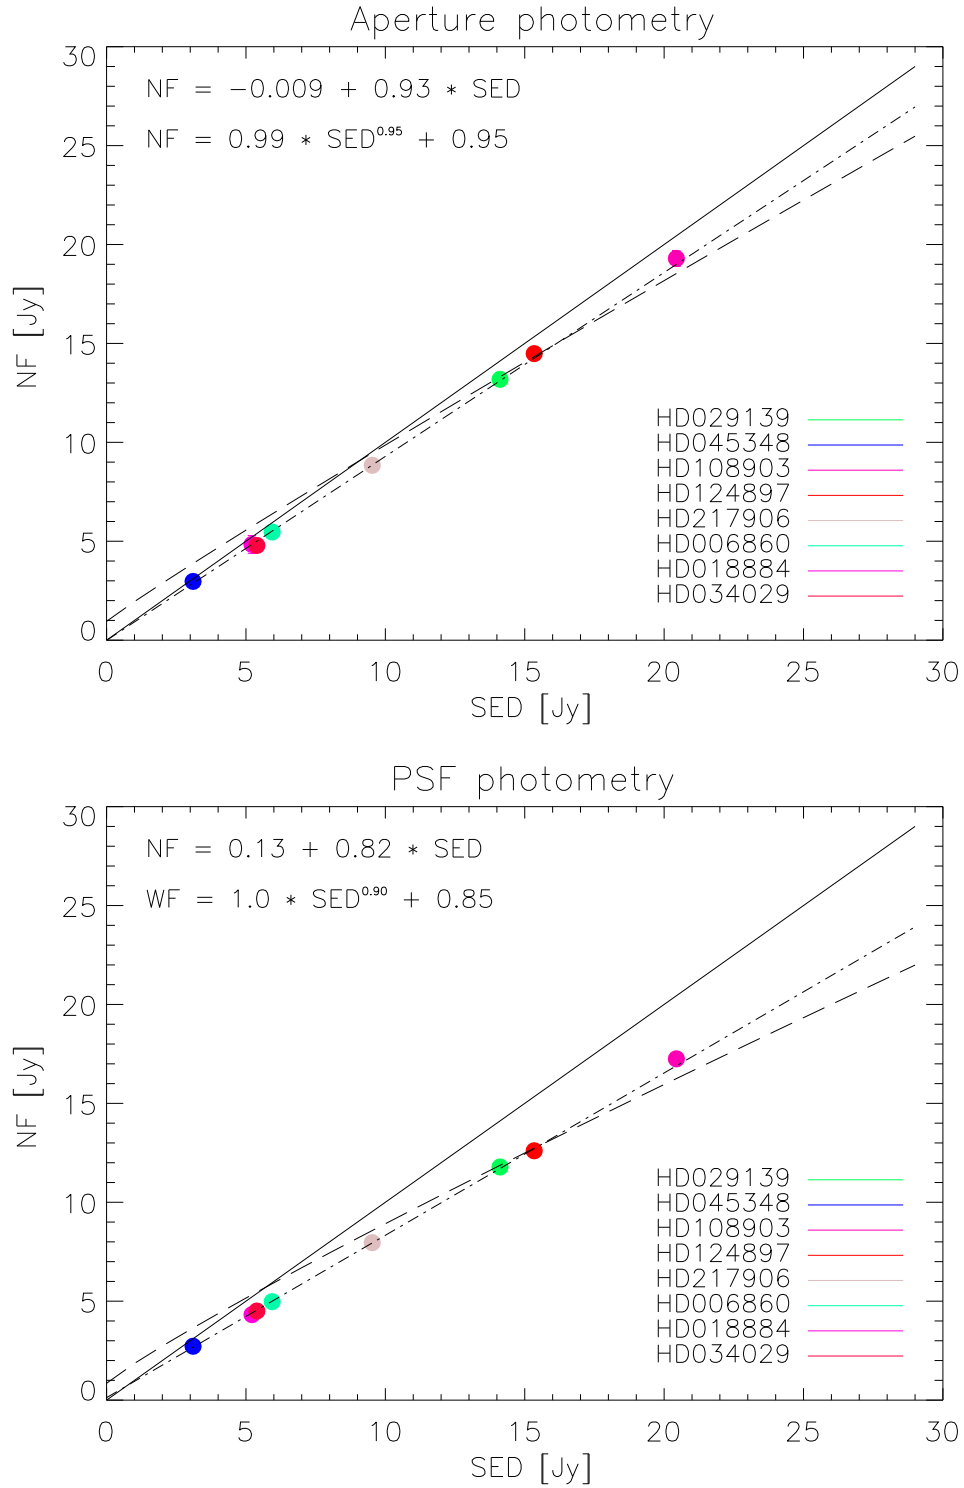 Aperture photometry
NF = −0.009 + 0.93 * SED
NF = 0.99 * SED^0.95 + 0.95
30
25
20
15
10
5
0
NF [Jy]
HD029139
HD045348
HD108903
HD124897
HD217906
HD006860
HD018884
HD034029
0 5 10 15 20 25 30
SED [Jy]
PSF photometry
NF = 0.13 + 0.82 * SED
WF = 1.0 * SED^0.90 + 0.85
30
25
20
15
10
5
0
NF [Jy]
HD029139
HD045348
HD108903
HD124897
HD217906
HD006860
HD018884
HD034029
0 5 10 15 20 25 30
SED [Jy]